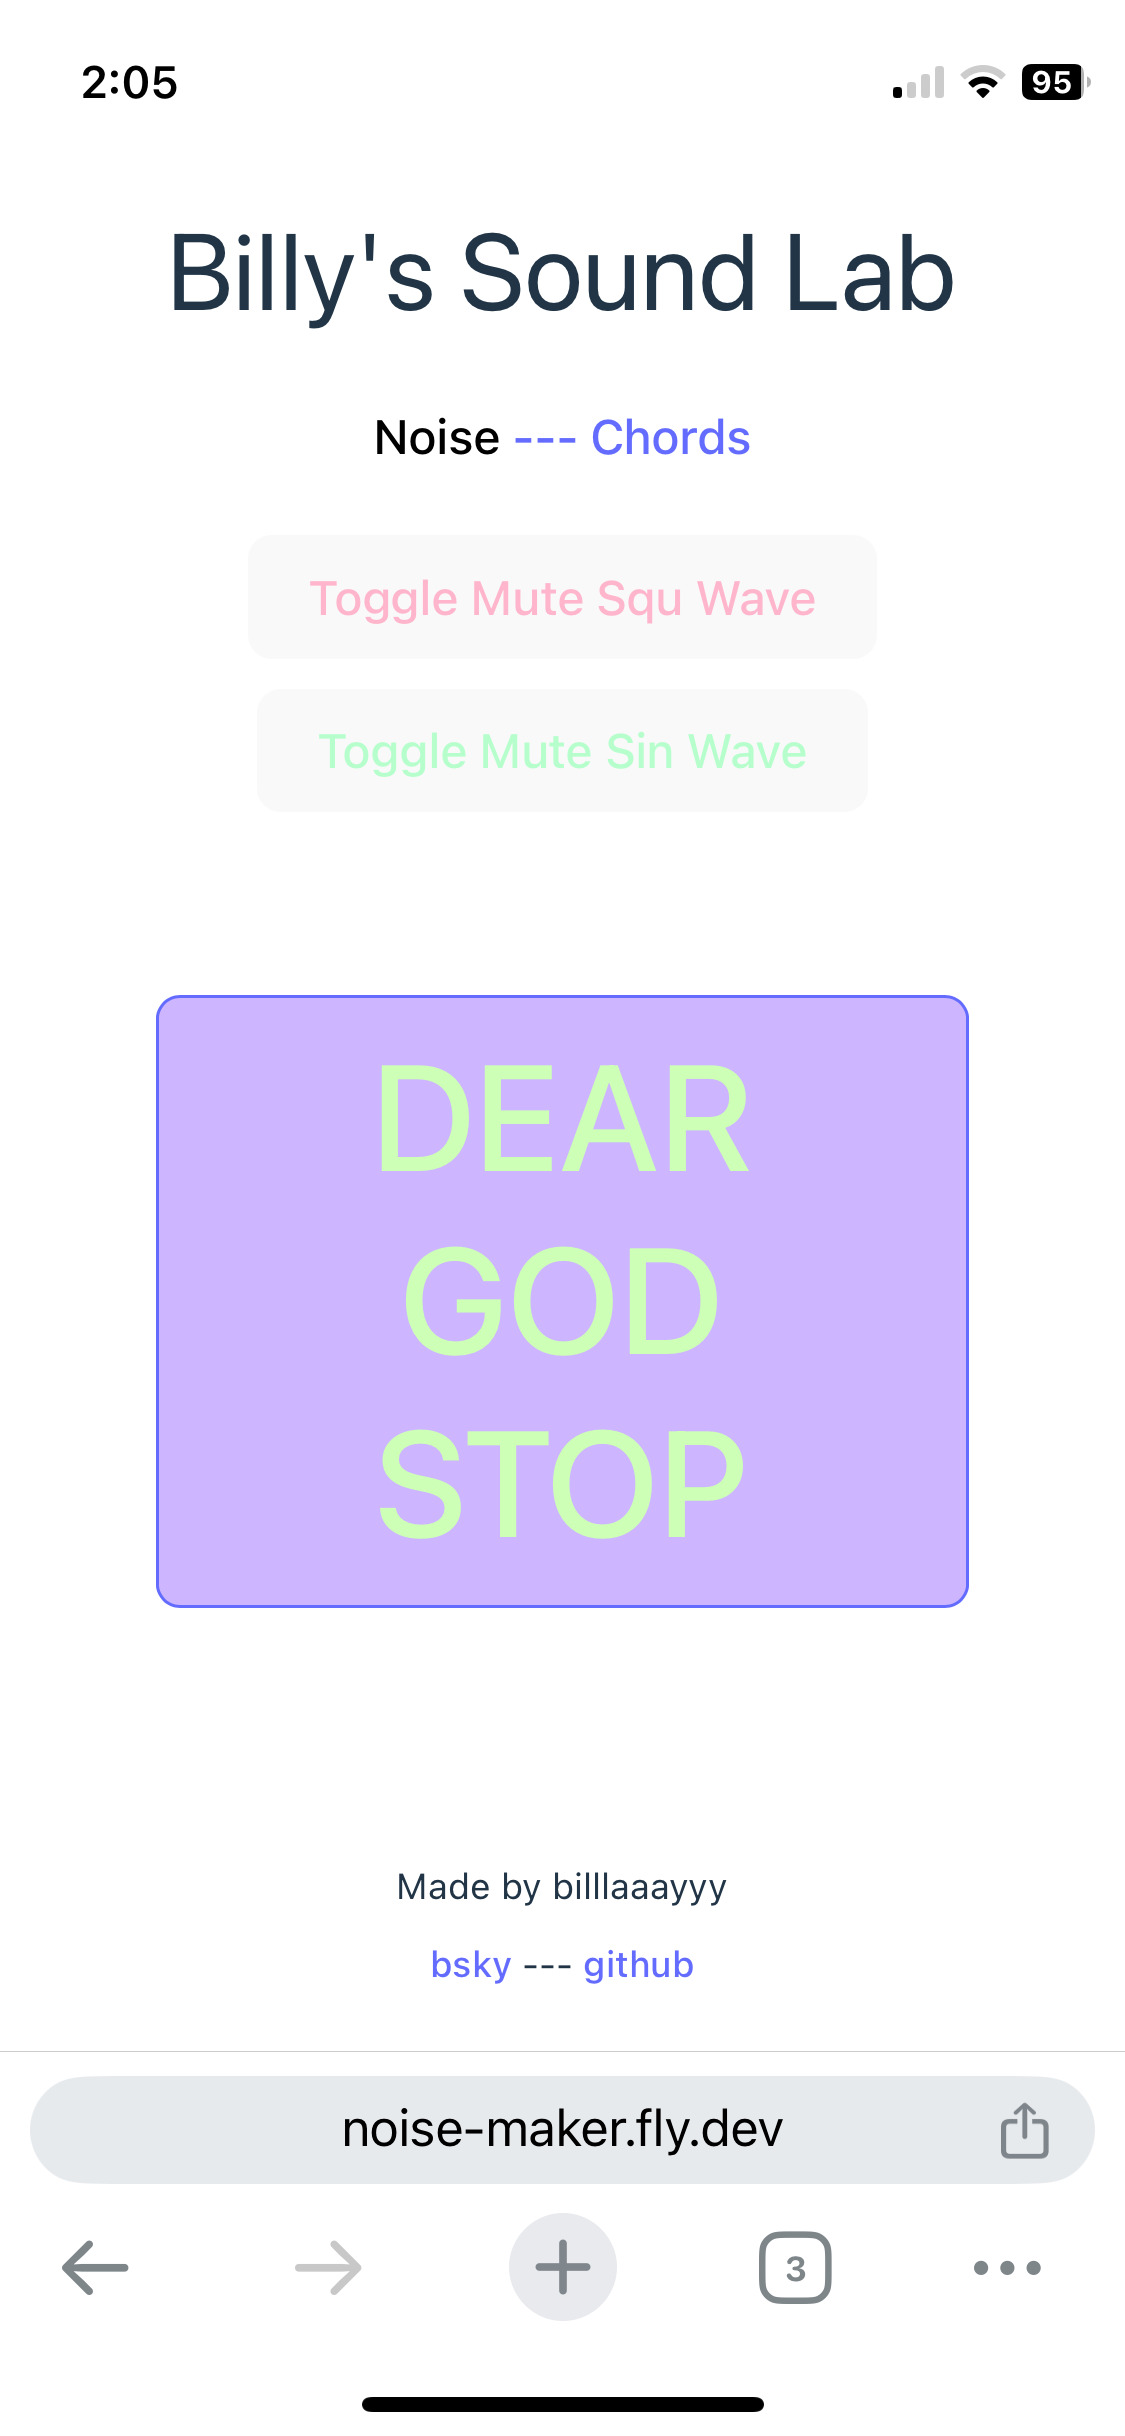 2:05
95
Billy's Sound Lab
Noise --- Chords
Toggle Mute Squ Wave
Toggle Mute Sin Wave
DEAR
GOD
STOP
Made by billlaaayyy
bsky --- github
noise-maker.fly.dev
3